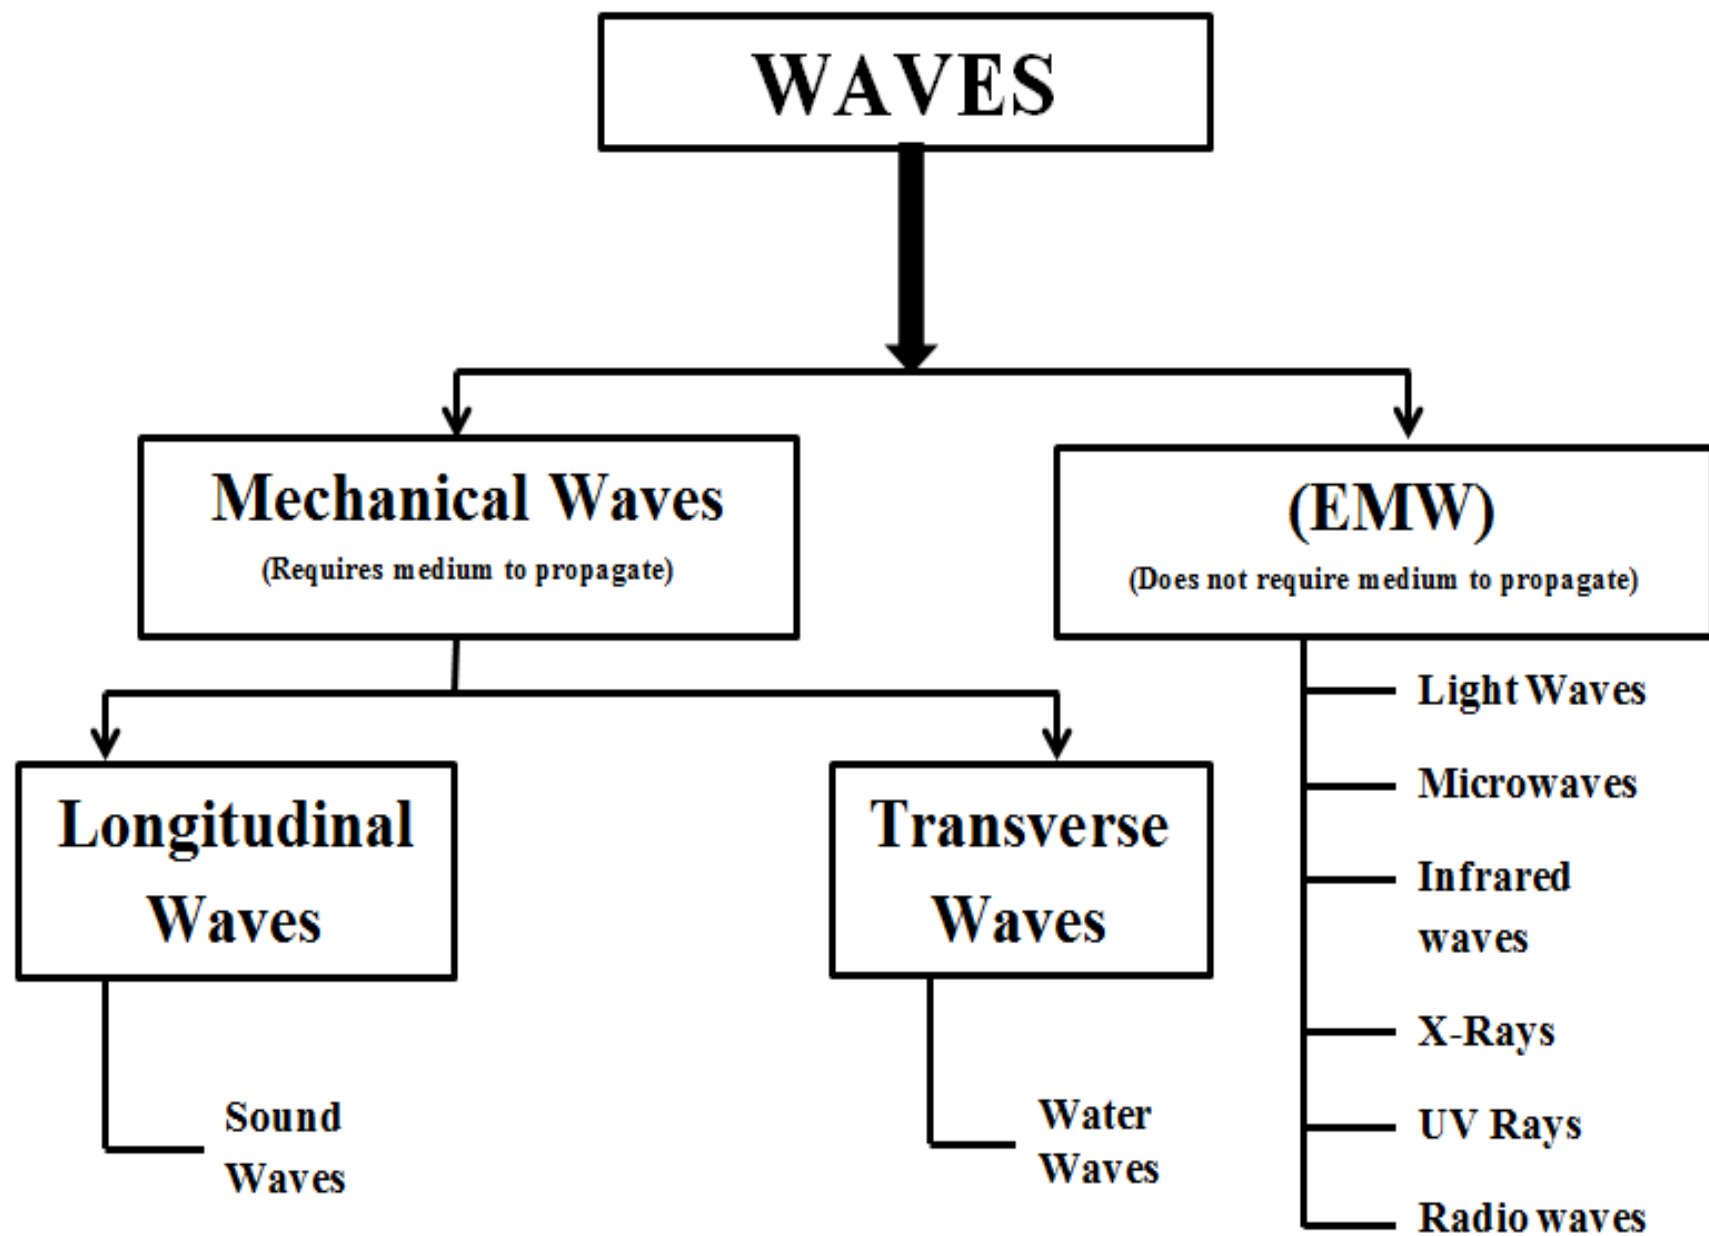 WAVES
Mechanical Waves
(Requires medium to propagate)
(EMW)
(Does not require medium to propagate)
Longitudinal
Waves
Sound
Waves
Transverse
Waves
Water
Waves
Light Waves
Microwaves
Infrared
waves
X-Rays
UV Rays
Radio waves